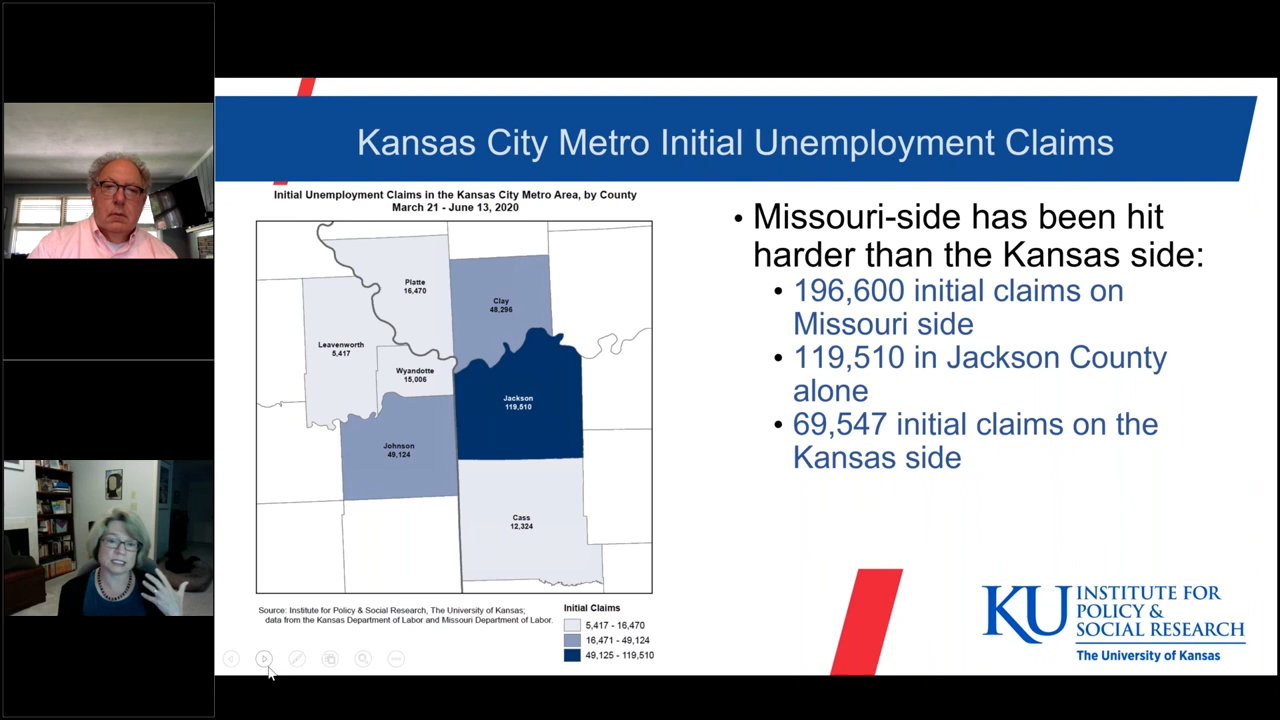 Kansas City Metro Initial Unemployment Claims
Initial Unemployment Claims in the Kansas City Metro Area, by County
March 21 - June 13, 2020
Platte
16,470
Clay
48,296
Leavenworth
5,417
Wyandotte
15,006
Jackson
119,510
Johnson
49,124
Cass
12,324
Source: Institute for Policy & Social Research, The University of Kansas;
data from the Kansas Department of Labor and Missouri Department of Labor.
Initial Claims
5,417 - 16,470
16,471 - 49,124
49,125 - 119,510
• Missouri-side has been hit
harder than the Kansas side:
• 196,600 initial claims on
Missouri side
• 119,510 in Jackson County
alone
• 69,547 initial claims on the
Kansas side
KU INSTITUTE FOR
POLICY &
SOCIAL RESEARCH
The University of Kansas